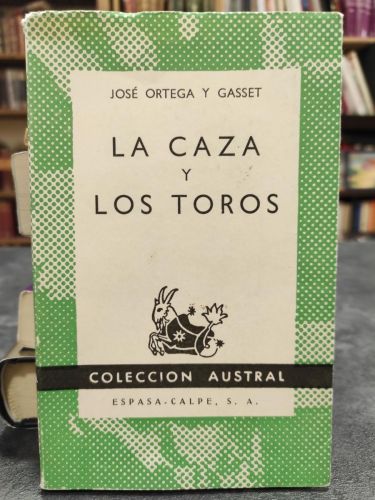 JOSÉ ORTEGA Y GASSET
LA CAZA
Y
LOS TOROS
COLECCION AUSTRAL
ESPASA-CALPE, S. A.